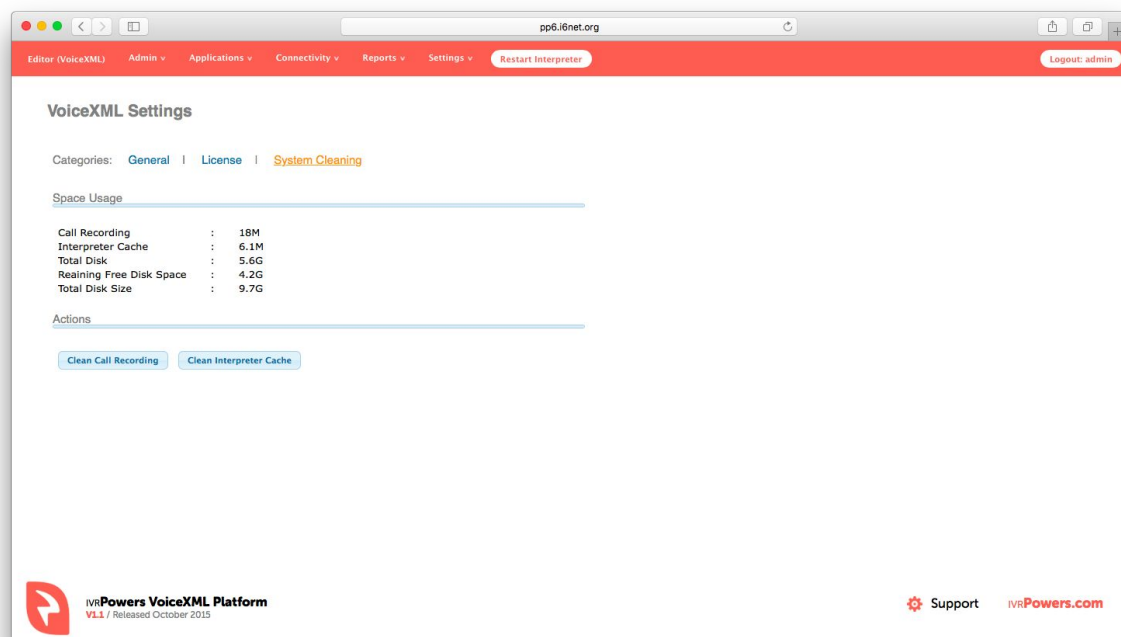 pp6.i6net.org
Editor (VoiceXML) Admin v Applications v Connectivity v Reports v Settings v Restart Interpreter Logout: admin
VoiceXML Settings
Categories: General | License | System Cleaning
Space Usage
Call Recording : 18M
Interpreter Cache : 6.1M
Total Disk : 5.6G
Reaining Free Disk Space : 4.2G
Total Disk Size : 9.7G
Actions
Clean Call Recording Clean Interpreter Cache
IVRPowers VoiceXML Platform
V1.1 / Released October 2015
Support IVRPowers.com